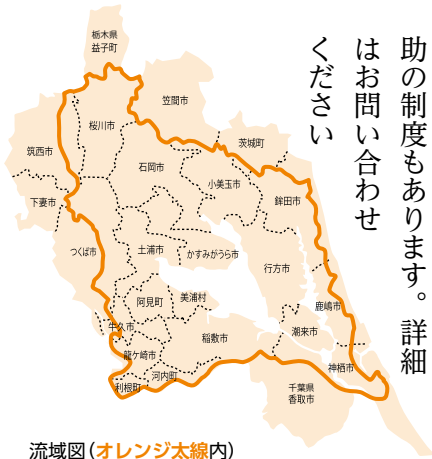 助の制度もあります。詳細
はお問い合わせ
ください
栃木県
益子町
笠間市
桜川市
茨城町
筑西市
石岡市
小美玉市
鉾田市
下妻市
つくば市
土浦市
かすみがうら市
行方市
阿見町
美浦村
鹿嶋市
牛久市
稲敷市
潮来市
龍ケ崎市
神栖市
河内町
利根町
千葉県
香取市
流域図(オレンジ太線内)